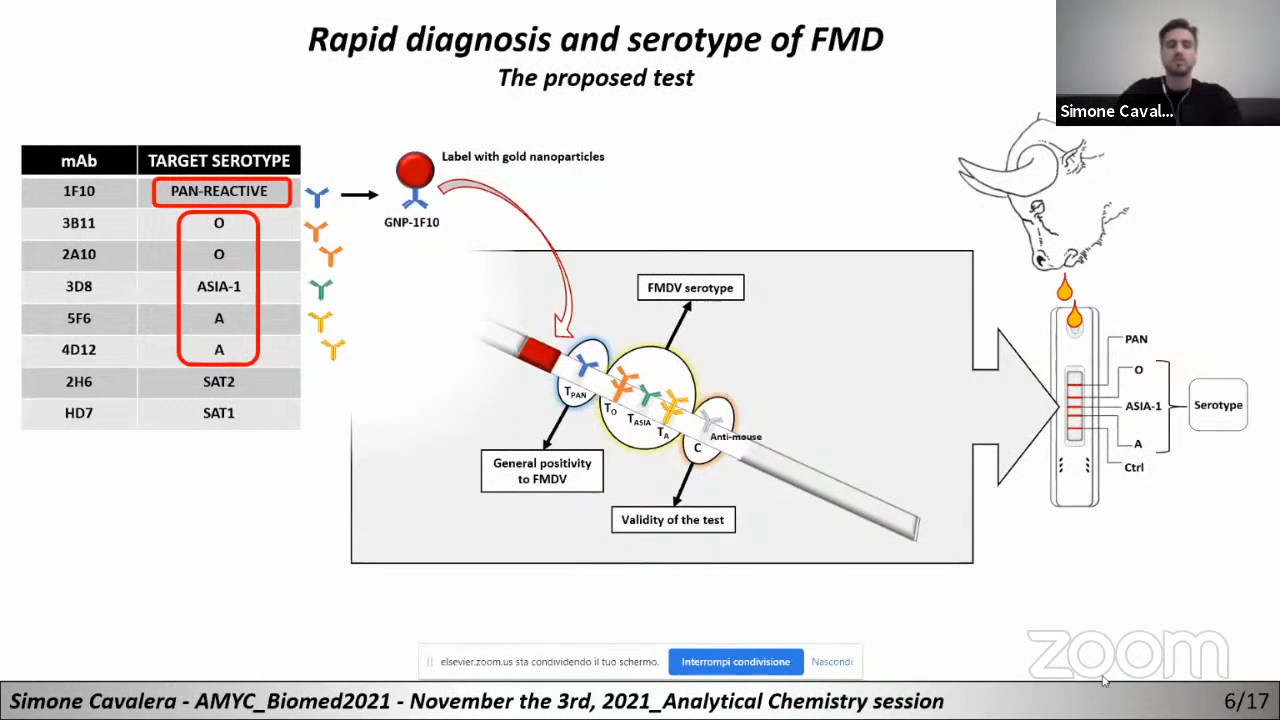 Rapid diagnosis and serotype of FMD
The proposed test
Simone Caval...
mAb TARGET SEROTYPE
1F10 PAN-REACTIVE
3B11 O
2A10 O
3D8 ASIA-1
5F6 A
4D12 A
2H6 SAT2
HD7 SAT1
Label with gold nanoparticles
GNP-1F10
FMDV serotype
TPAN
TO
TASIA
TA
C
Anti-mouse
General positivity
to FMDV
Validity of the test
PAN
O
ASIA-1
A
Ctrl
Serotype
elsevier.zoom.us sta condividendo il tuo schermo. Interrompi condivisione Nascondi
zoom
Simone Cavalera - AMYC_Biomed2021 - November the 3rd, 2021_Analytical Chemistry session 6/17